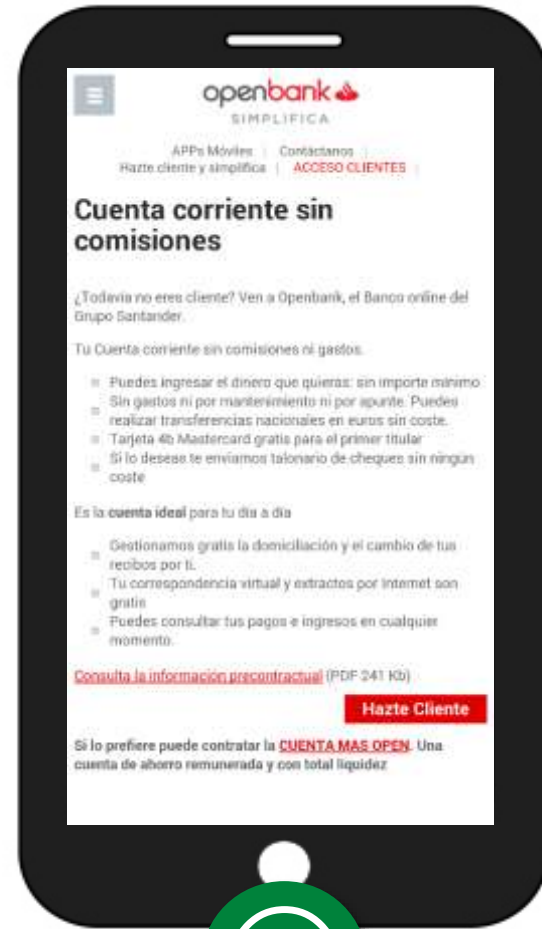 openbank
SIMPLIFICA
APPs Móviles | Contáctanos |
Hazte cliente y simplifica | ACCESO CLIENTES |
Cuenta corriente sin
comisiones
¿Todavía no eres cliente? Ven a Openbank, el Banco online del
Grupo Santander.
Tu Cuenta corriente sin comisiones ni gastos.
Puedes ingresar el dinero que quieras: sin importe mínimo
Sin gastos ni por mantenimiento ni por apunte. Puedes
realizar transferencias nacionales en euros sin coste.
Tarjeta 4b Mastercard gratis para el primer titular
Si lo deseas te enviamos talonario de cheques sin ningún
coste
Es la cuenta ideal para tu día a día
Gestionamos gratis la domiciliación y el cambio de tus
recibos por ti.
Tu correspondencia virtual y extractos por Internet son
gratis
Puedes consultar tus pagos e ingresos en cualquier
momento.
Consulta la información precontractual (PDF 241 Kb)
Hazte Cliente
Si lo prefiere puede contratar la CUENTA MAS OPEN. Una
cuenta de ahorro remunerada y con total liquidez